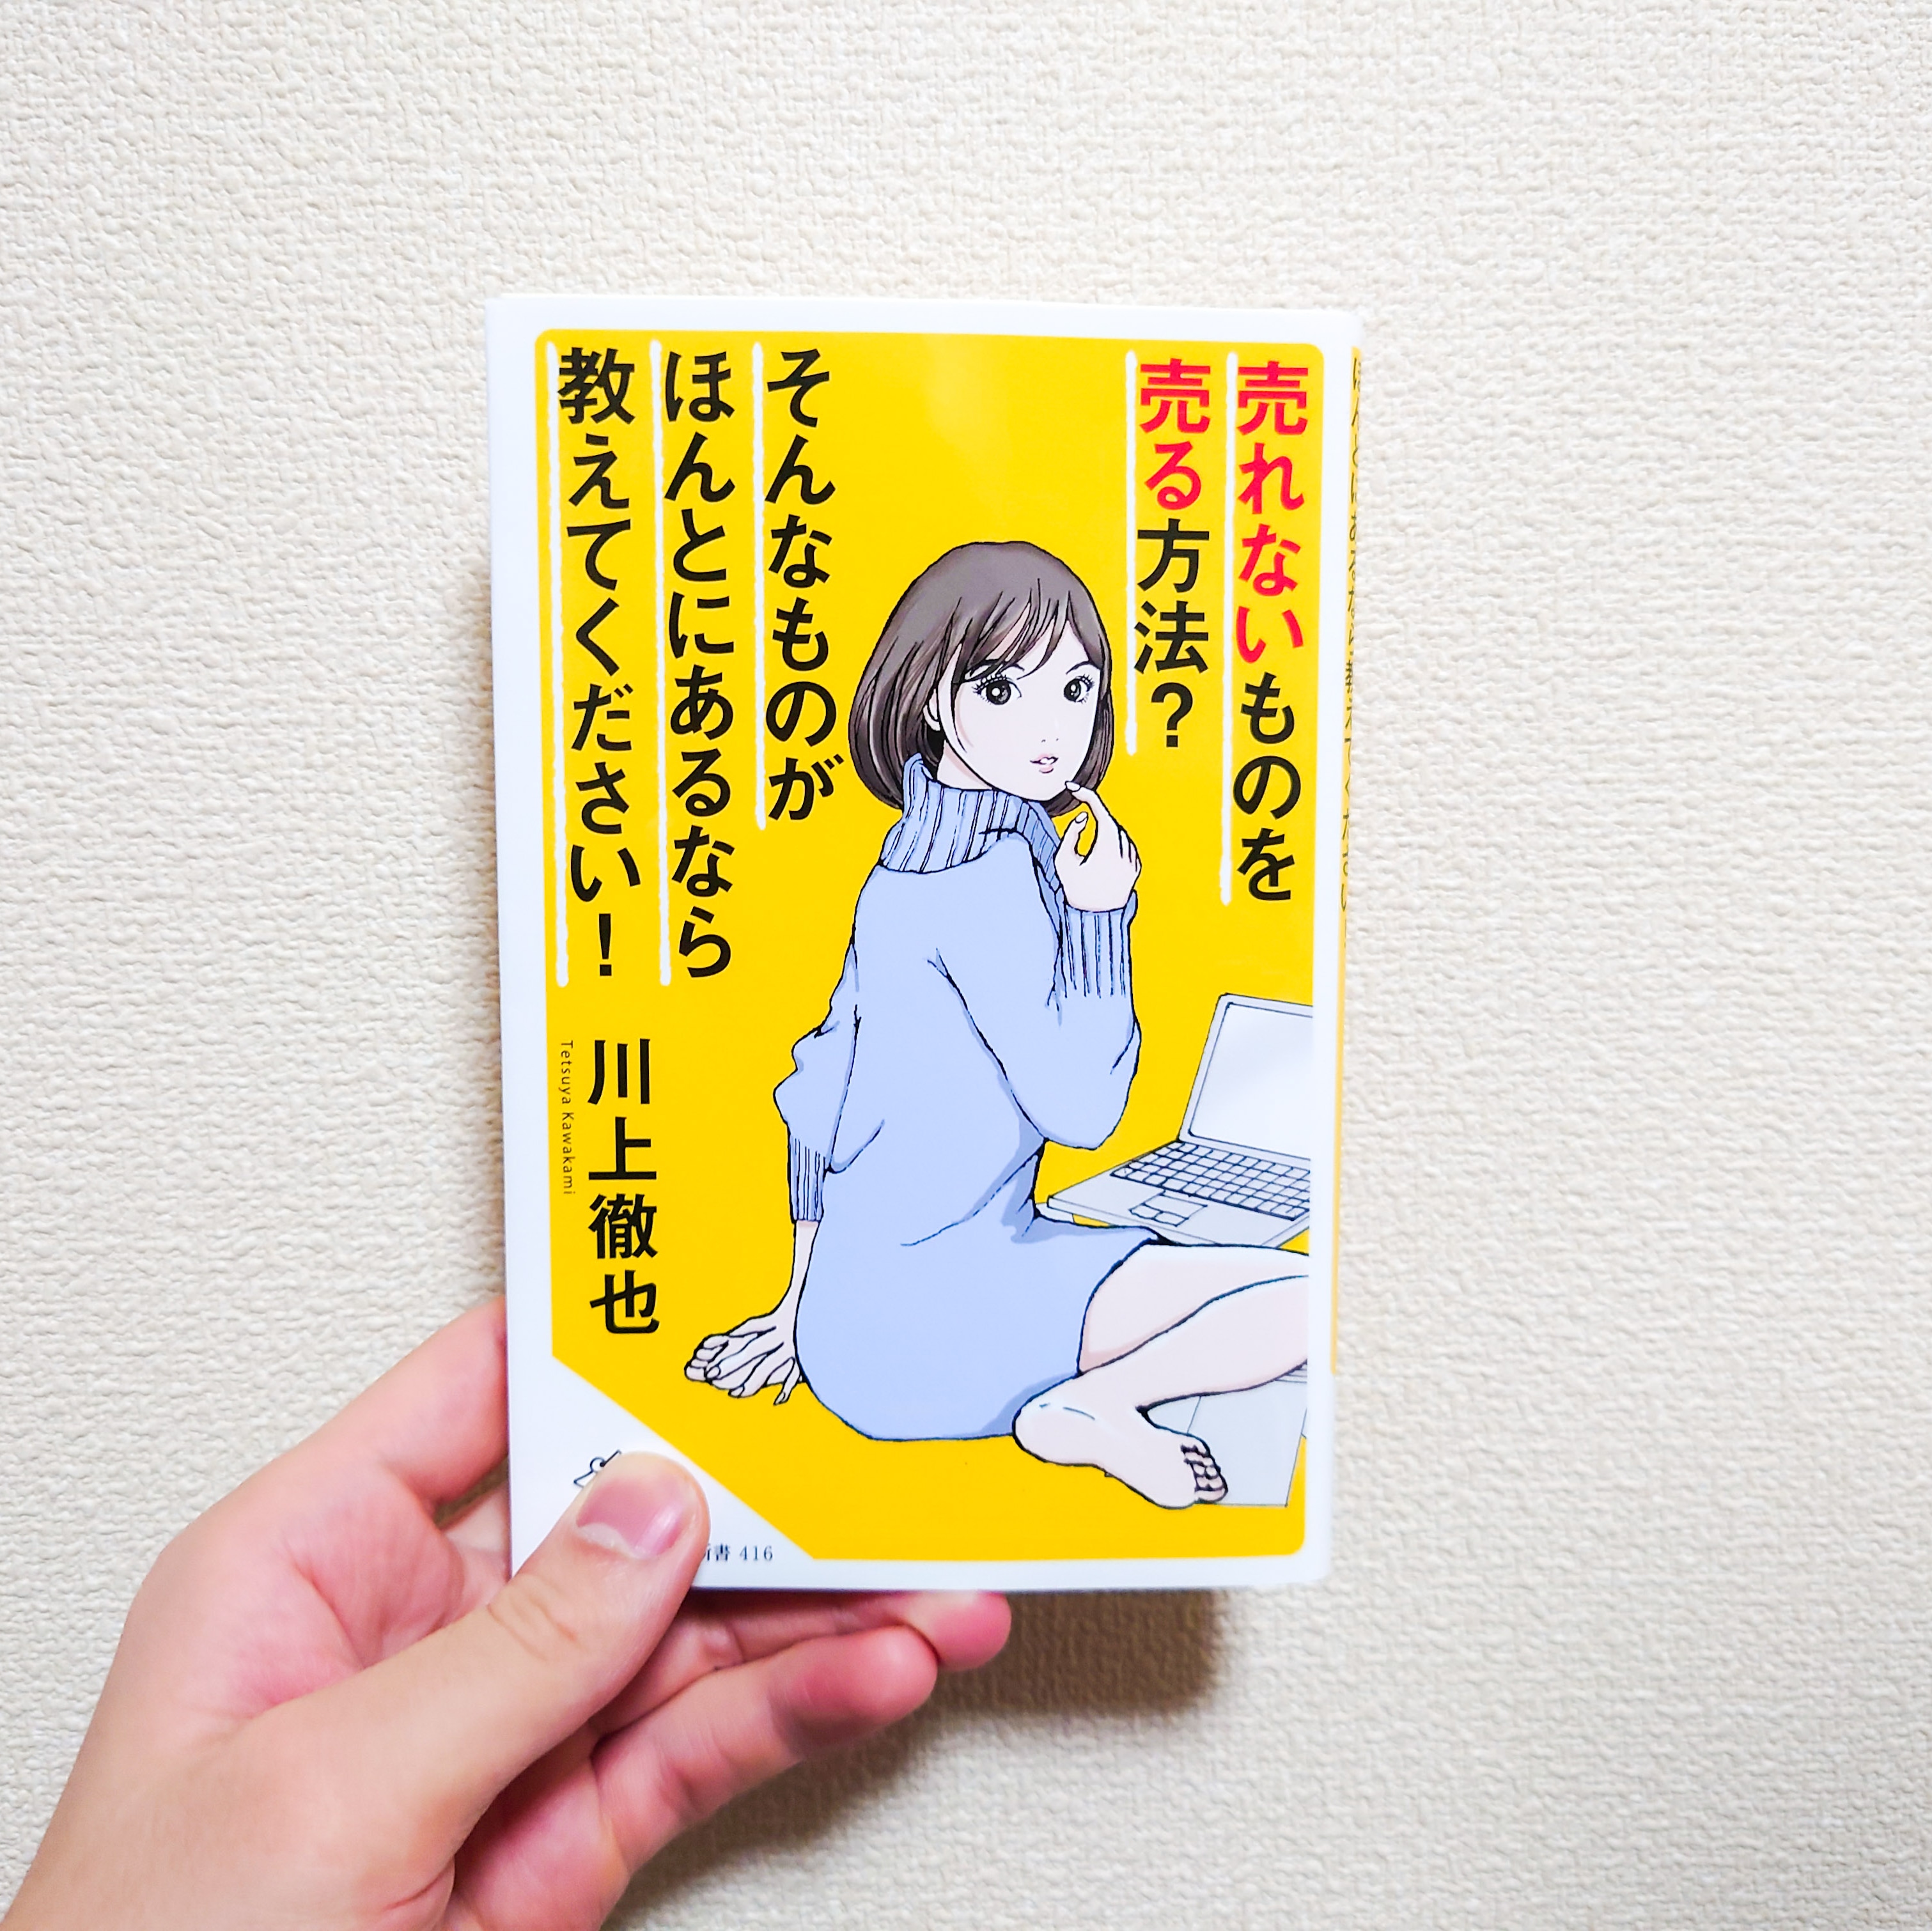 売れないものを
売る方法？
そんなものが
ほんとにあるなら
教えてください！
川上徹也
Tetsuya Kawakami
新書 416